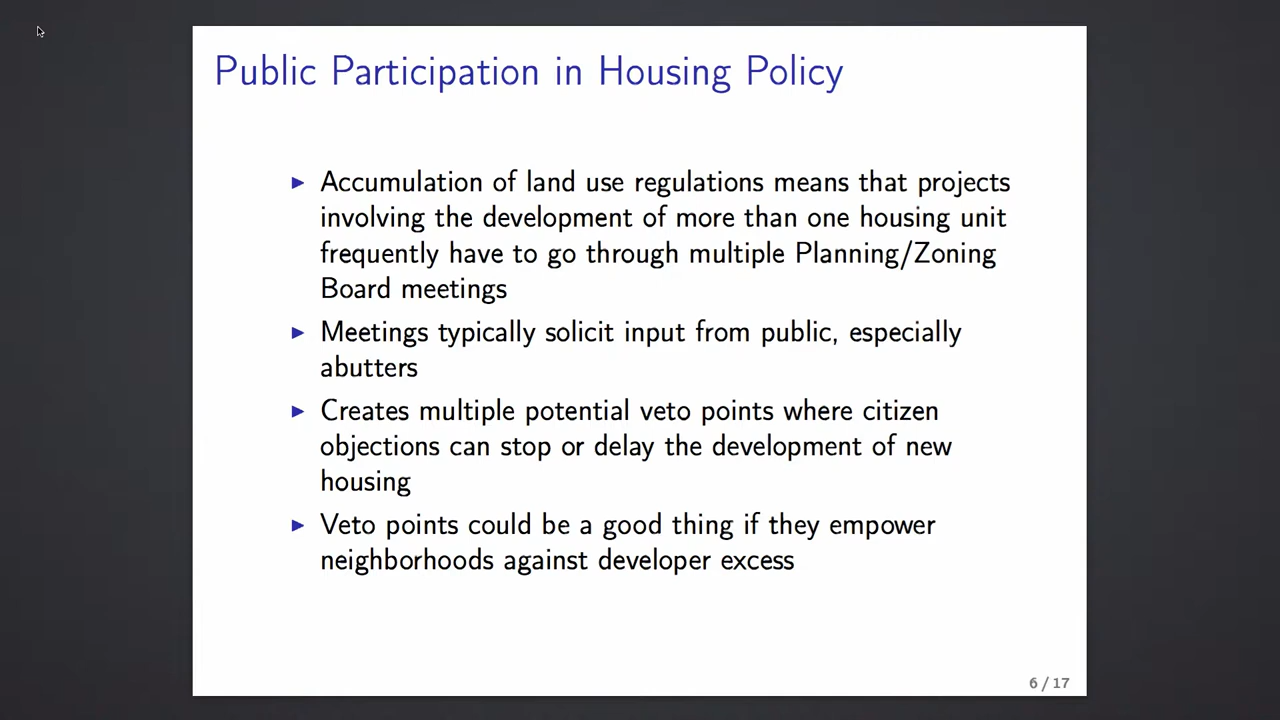 Public Participation in Housing Policy
Accumulation of land use regulations means that projects
involving the development of more than one housing unit
frequently have to go through multiple Planning/Zoning
Board meetings
Meetings typically solicit input from public, especially
abutters
Creates multiple potential veto points where citizen
objections can stop or delay the development of new
housing
Veto points could be a good thing if they empower
neighborhoods against developer excess
6 / 17